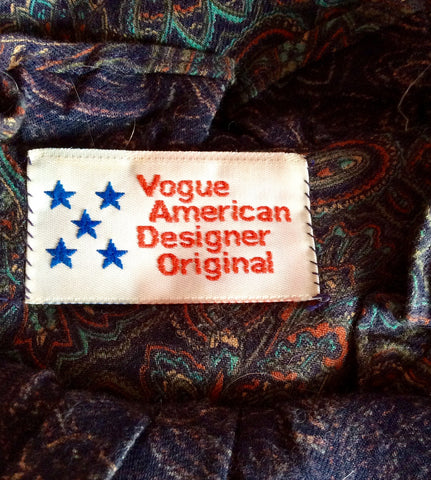 Vogue
American
Designer
Original